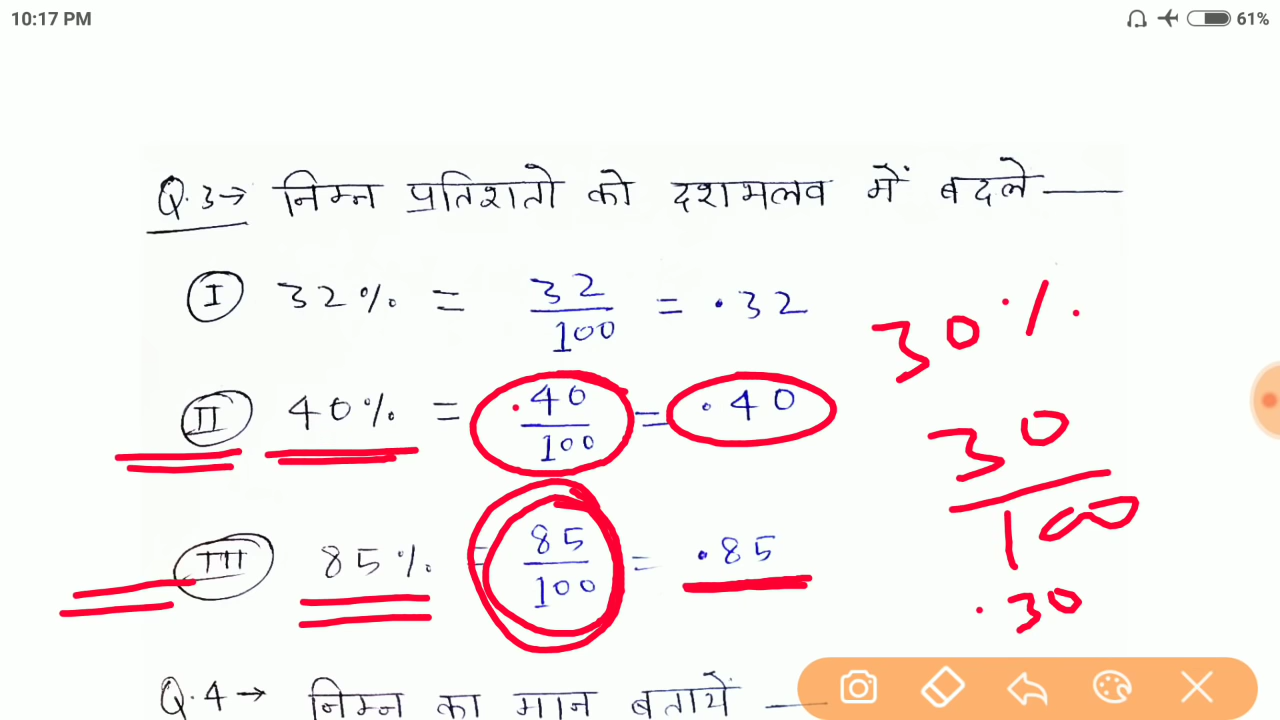 10:17 PM
61%
Q.3→ निम्न प्रतिशतो को दशमलव में बदले —
I 32% = 32/100 = .32
30%
II 40% = .40/100 = .40
30/100
III 85% = 85/100 = .85
.30
Q.4→ निम्न का मान बतायें —